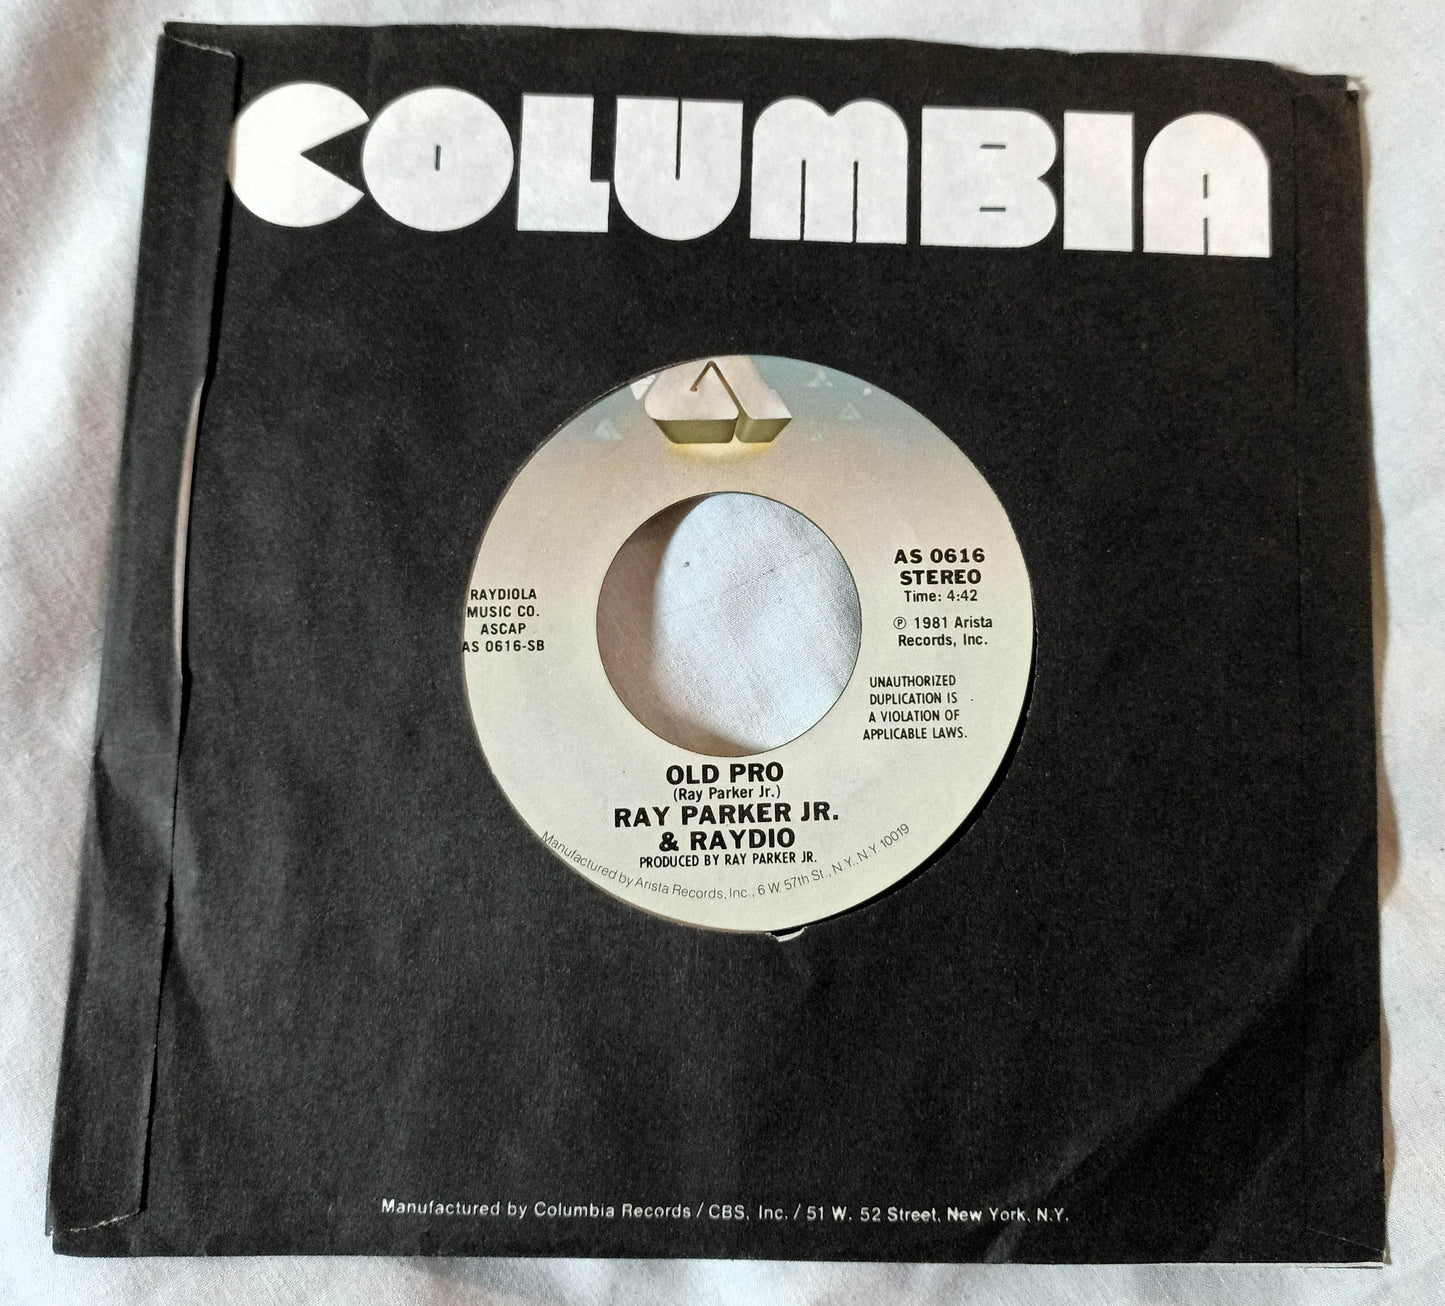 COLUMBIA
RAYDIOLA
MUSIC CO.
ASCAP
AS 0616-SB
AS 0616
STEREO
Time: 4:42
℗ 1981 Arista
Records, Inc.
UNAUTHORIZED
DUPLICATION IS
A VIOLATION OF
APPLICABLE LAWS.
OLD PRO
(Ray Parker Jr.)
RAY PARKER JR.
& RAYDIO
PRODUCED BY RAY PARKER JR.
Manufactured by Arista Records, Inc., 6 W. 57th St., N.Y., N.Y. 10019
Manufactured by Columbia Records / CBS, Inc. / 51 W. 52 Street, New York, N.Y.